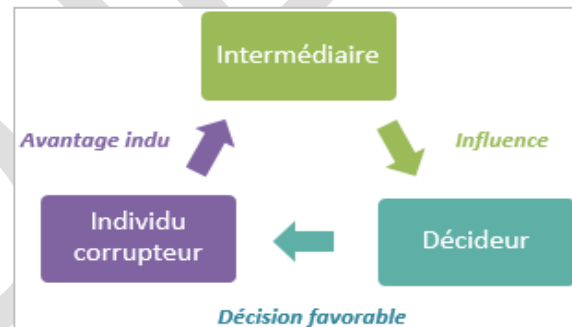 Intermédiaire
Avantage indu
Influence
Individu
corrupteur
Décideur
Décision favorable